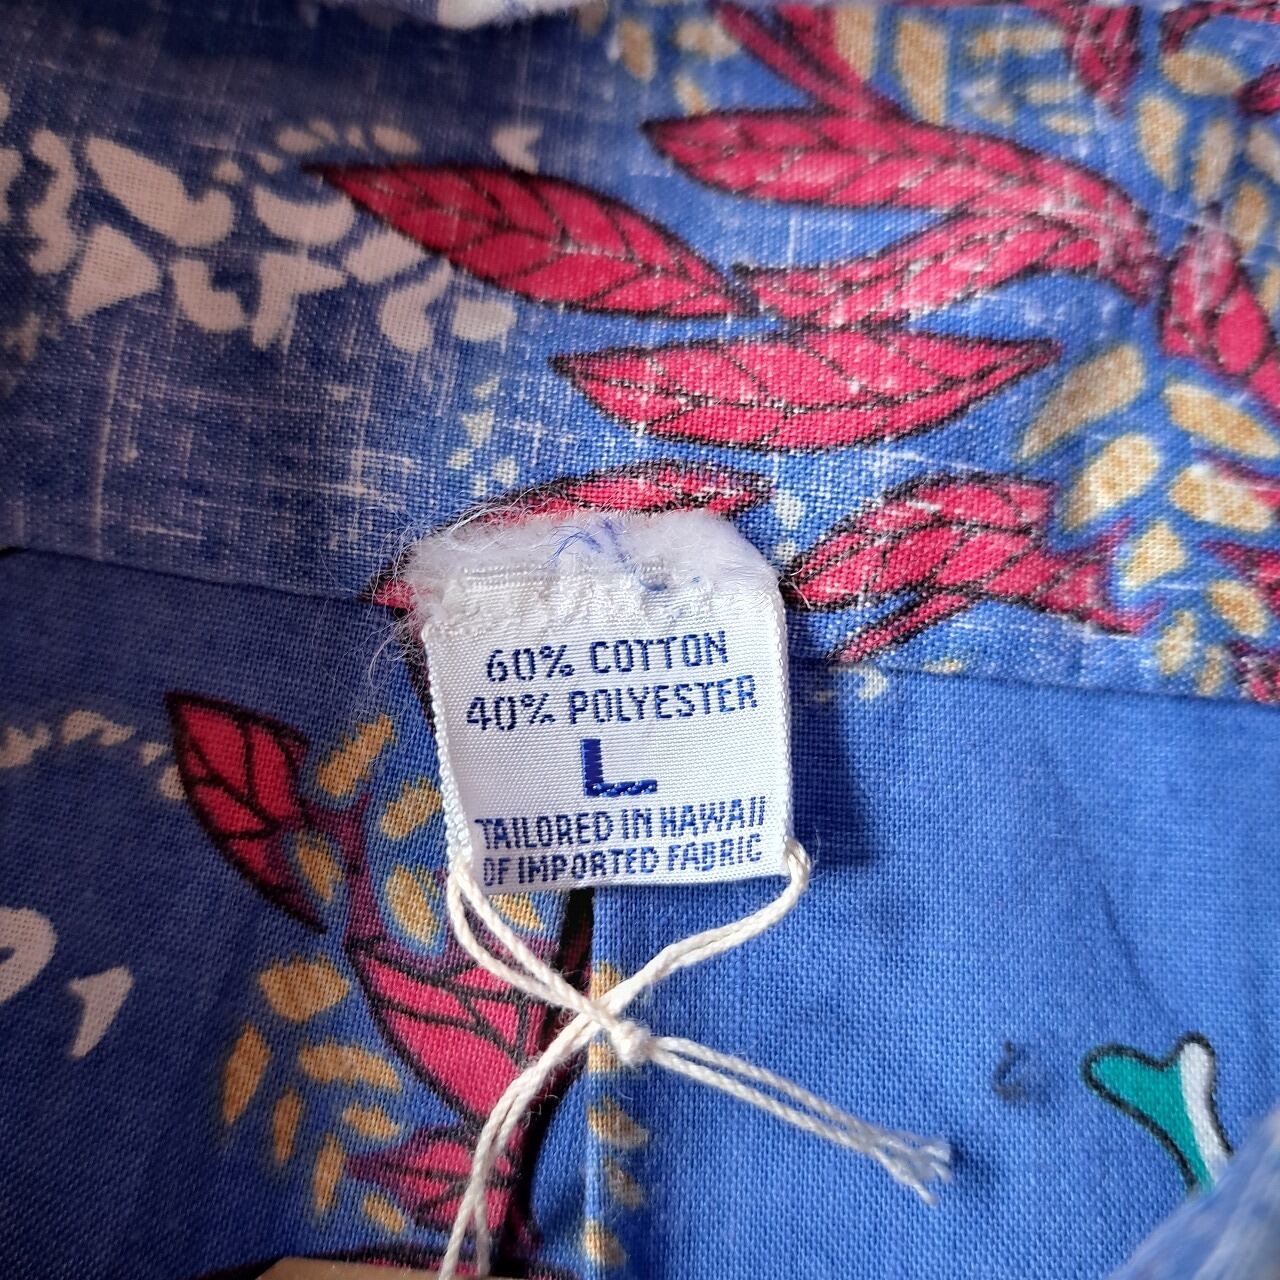 60% COTTON
40% POLYESTER
L
TAILORED IN HAWAII
OF IMPORTED FABRIC